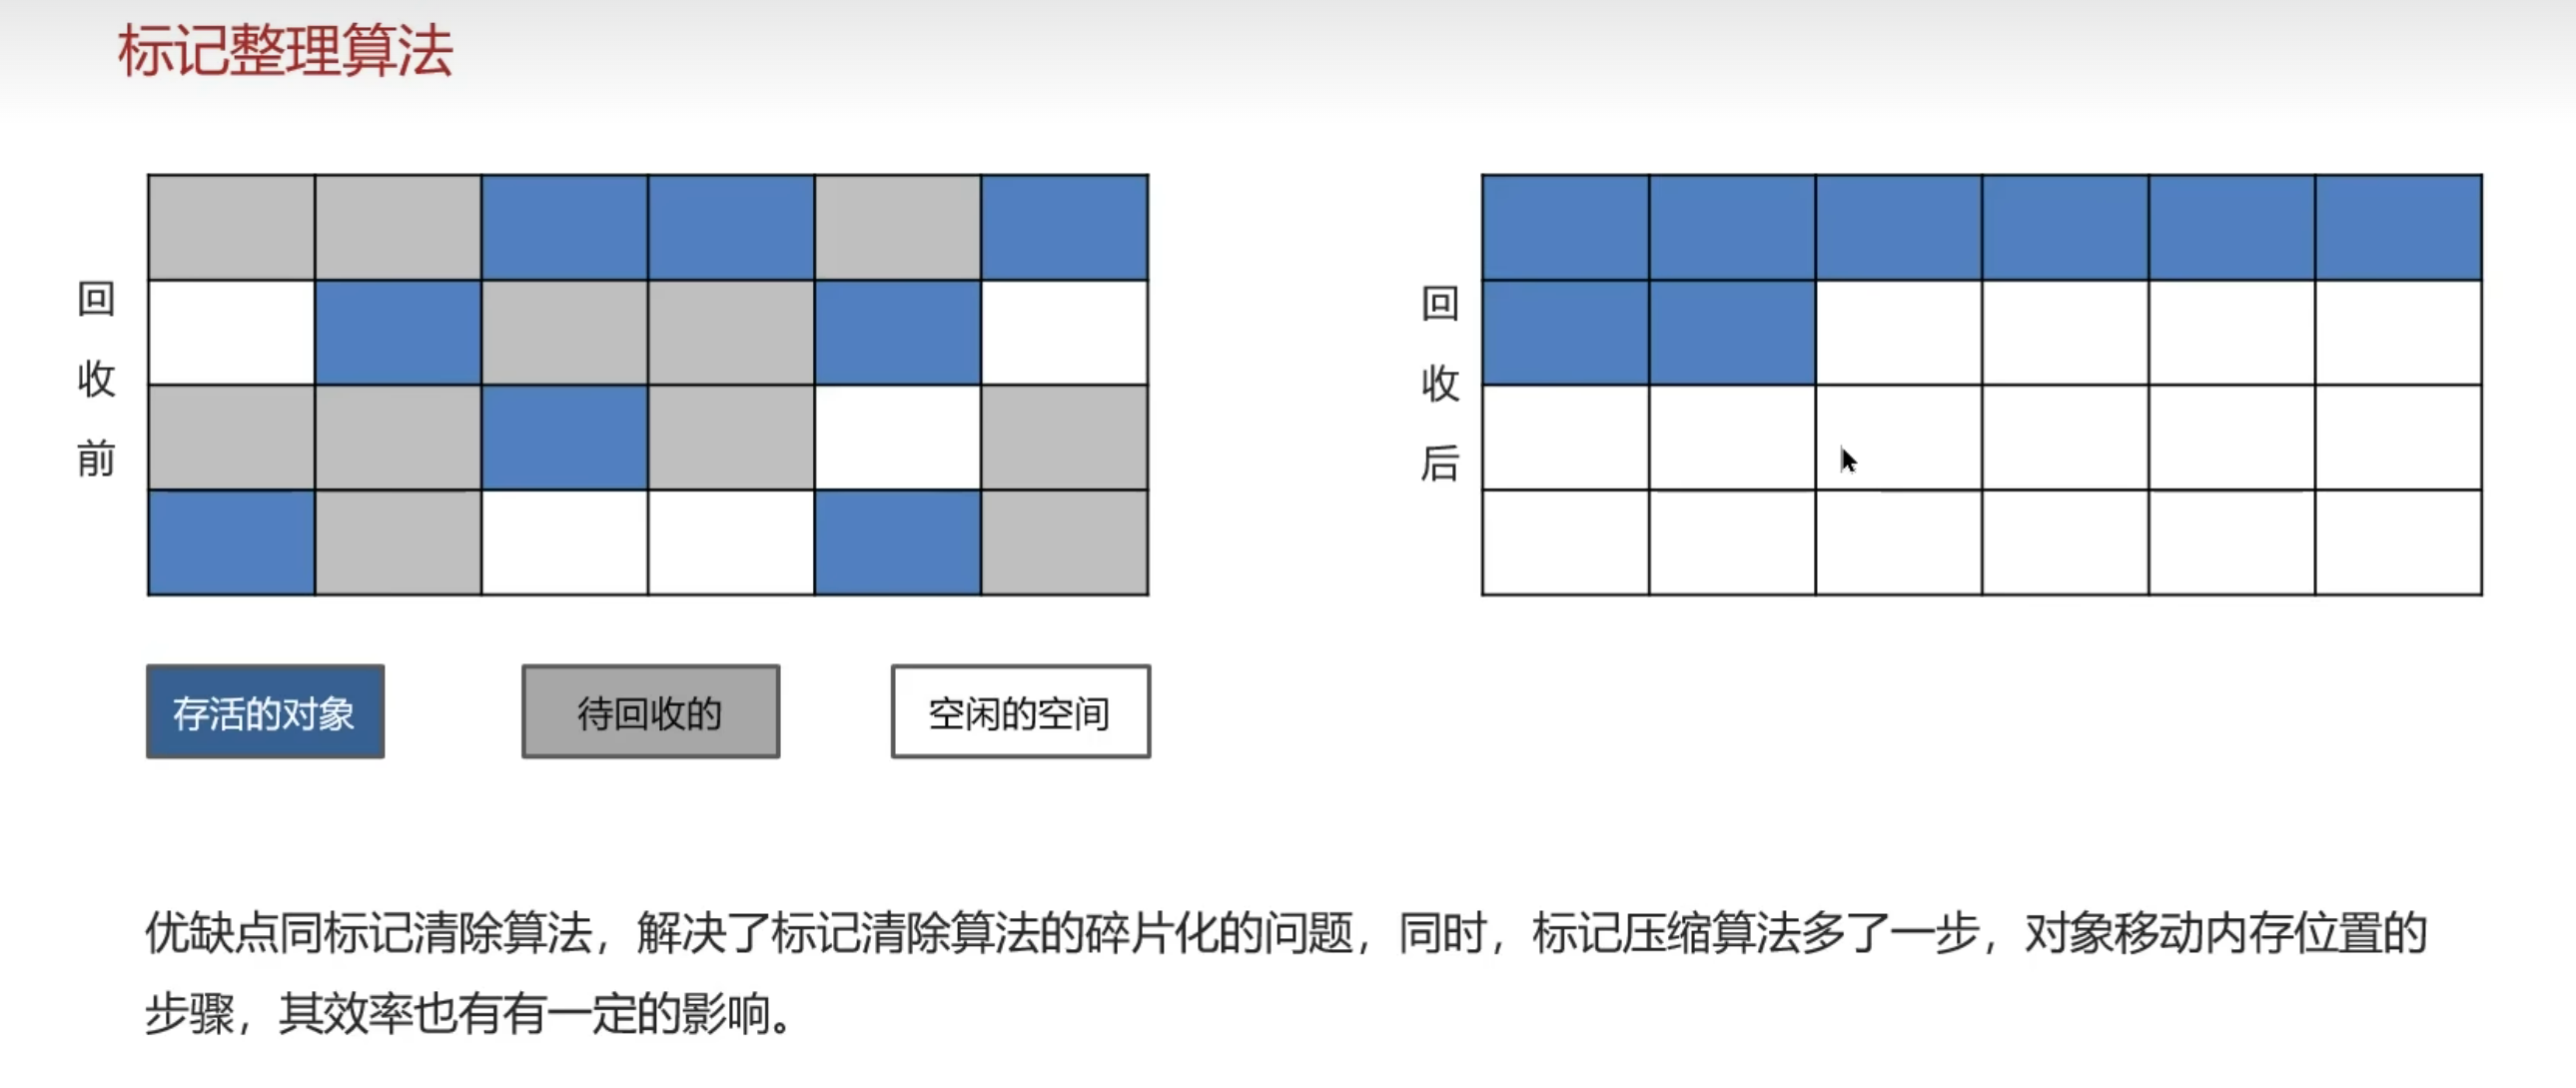 标记整理算法
回收前
回收后
存活的对象
待回收的
空闲的空间
优缺点同标记清除算法，解决了标记清除算法的碎片化的问题，同时，标记压缩算法多了一步，对象移动内存位置的
步骤，其效率也有有一定的影响。